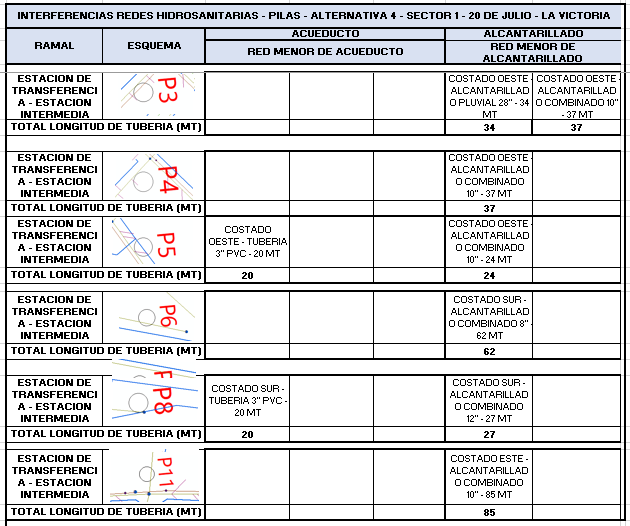 INTERFERENCIAS REDES HIDROSANITARIAS - PILAS - ALTERNATIVA 4 - SECTOR 1 - 20 DE JULIO - LA VICTORIA
RAMAL
ESQUEMA
ACUEDUCTO
ALCANTARILLADO
RED MENOR DE ACUEDUCTO
RED MENOR DE
ALCANTARILLADO
ESTACION DE
TRANSFERENCI
A - ESTACION
INTERMEDIA
P3
COSTADO OESTE -
ALCANTARILLAD
O PLUVIAL 28" - 34
MT
COSTADO OESTE -
ALCANTARILLAD
O COMBINADO 10"
- 37 MT
TOTAL LONGITUD DE TUBERIA (MT)
34
37
ESTACION DE
TRANSFERENCI
A - ESTACION
INTERMEDIA
P4
COSTADO OESTE -
ALCANTARILLAD
O COMBINADO
10" - 37 MT
TOTAL LONGITUD DE TUBERIA (MT)
37
ESTACION DE
TRANSFERENCI
A - ESTACION
INTERMEDIA
P5
COSTADO
OESTE - TUBERIA
3" PVC - 20 MT
COSTADO OESTE -
ALCANTARILLAD
O COMBINADO
10" - 24 MT
TOTAL LONGITUD DE TUBERIA (MT)
20
24
ESTACION DE
TRANSFERENCI
A - ESTACION
INTERMEDIA
P6
COSTADO SUR -
ALCANTARILLAD
O COMBINADO 8" -
62 MT
TOTAL LONGITUD DE TUBERIA (MT)
62
ESTACION DE
TRANSFERENCI
A - ESTACION
INTERMEDIA
P8
COSTADO SUR -
TUBERIA 3" PVC -
20 MT
COSTADO SUR -
ALCANTARILLAD
O COMBINADO
12" - 27 MT
TOTAL LONGITUD DE TUBERIA (MT)
20
27
ESTACION DE
TRANSFERENCI
A - ESTACION
INTERMEDIA
P11
COSTADO ESTE -
ALCANTARILLAD
O COMBINADO
10" - 85 MT
TOTAL LONGITUD DE TUBERIA (MT)
85